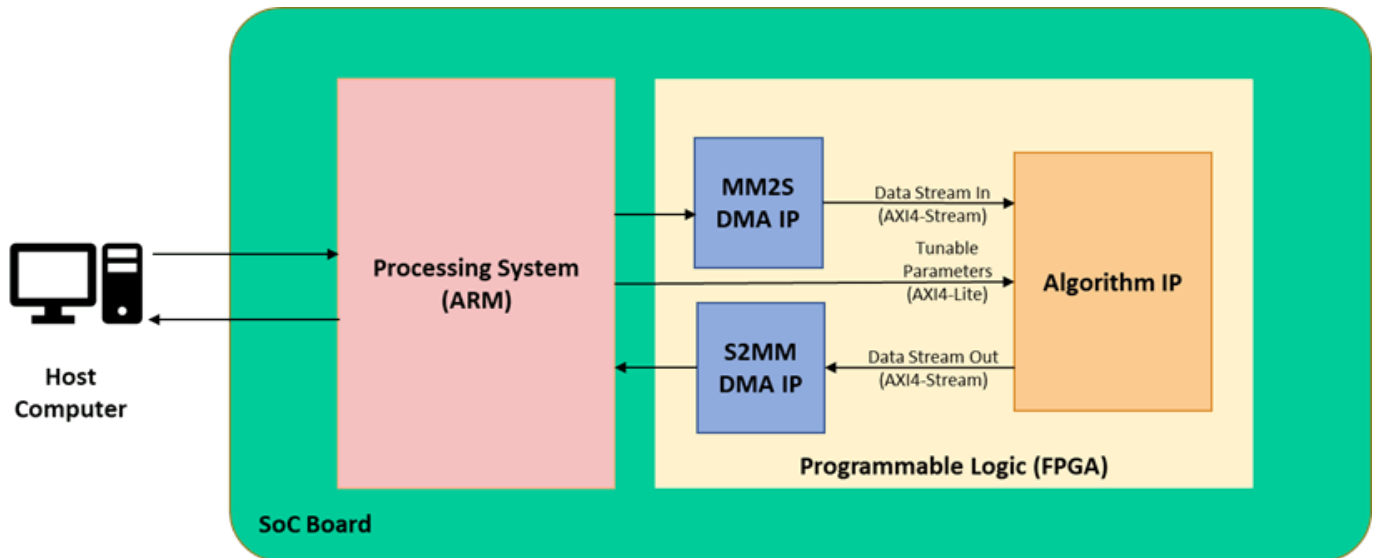 Host
Computer
Processing System
(ARM)
MM2S
DMA IP
Data Stream In
(AXI4-Stream)
Tunable
Parameters
(AXI4-Lite)
Algorithm IP
S2MM
DMA IP
Data Stream Out
(AXI4-Stream)
Programmable Logic (FPGA)
SoC Board